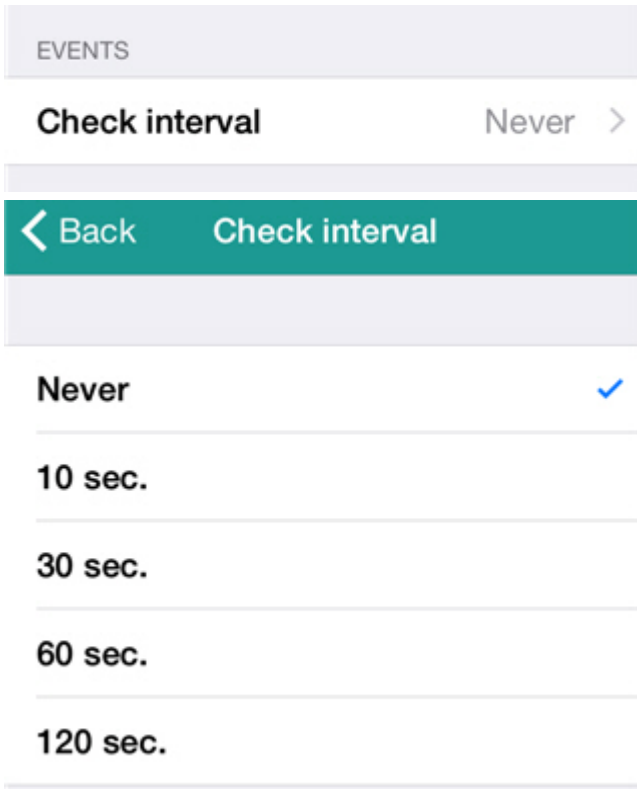 EVENTS
Check interval Never
Back Check interval
Never
10 sec.
30 sec.
60 sec.
120 sec.